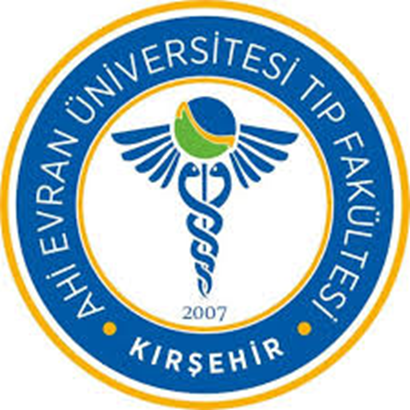 AHİ EVRAN ÜNİVERSİTESİ TIP FAKÜLTESİ
2007
• KIRŞEHİR •